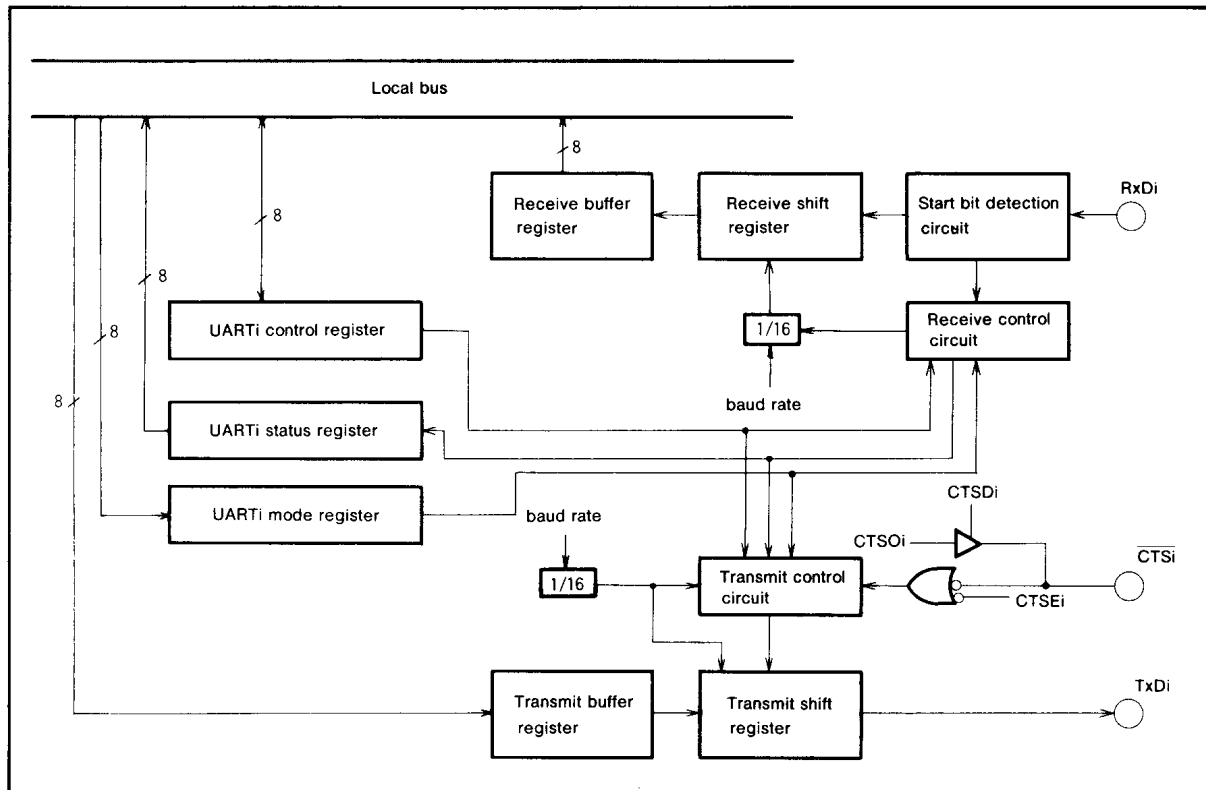 Local bus
8
Receive buffer
register
Receive shift
register
Start bit detection
circuit
RxDi
8
8
8
8
UARTi control register
1/16
Receive control
circuit
baud rate
UARTi status register
UARTi mode register
baud rate
CTSDi
CTSOi
CTSi
1/16
Transmit control
circuit
CTSEi
Transmit buffer
register
Transmit shift
register
TxDi